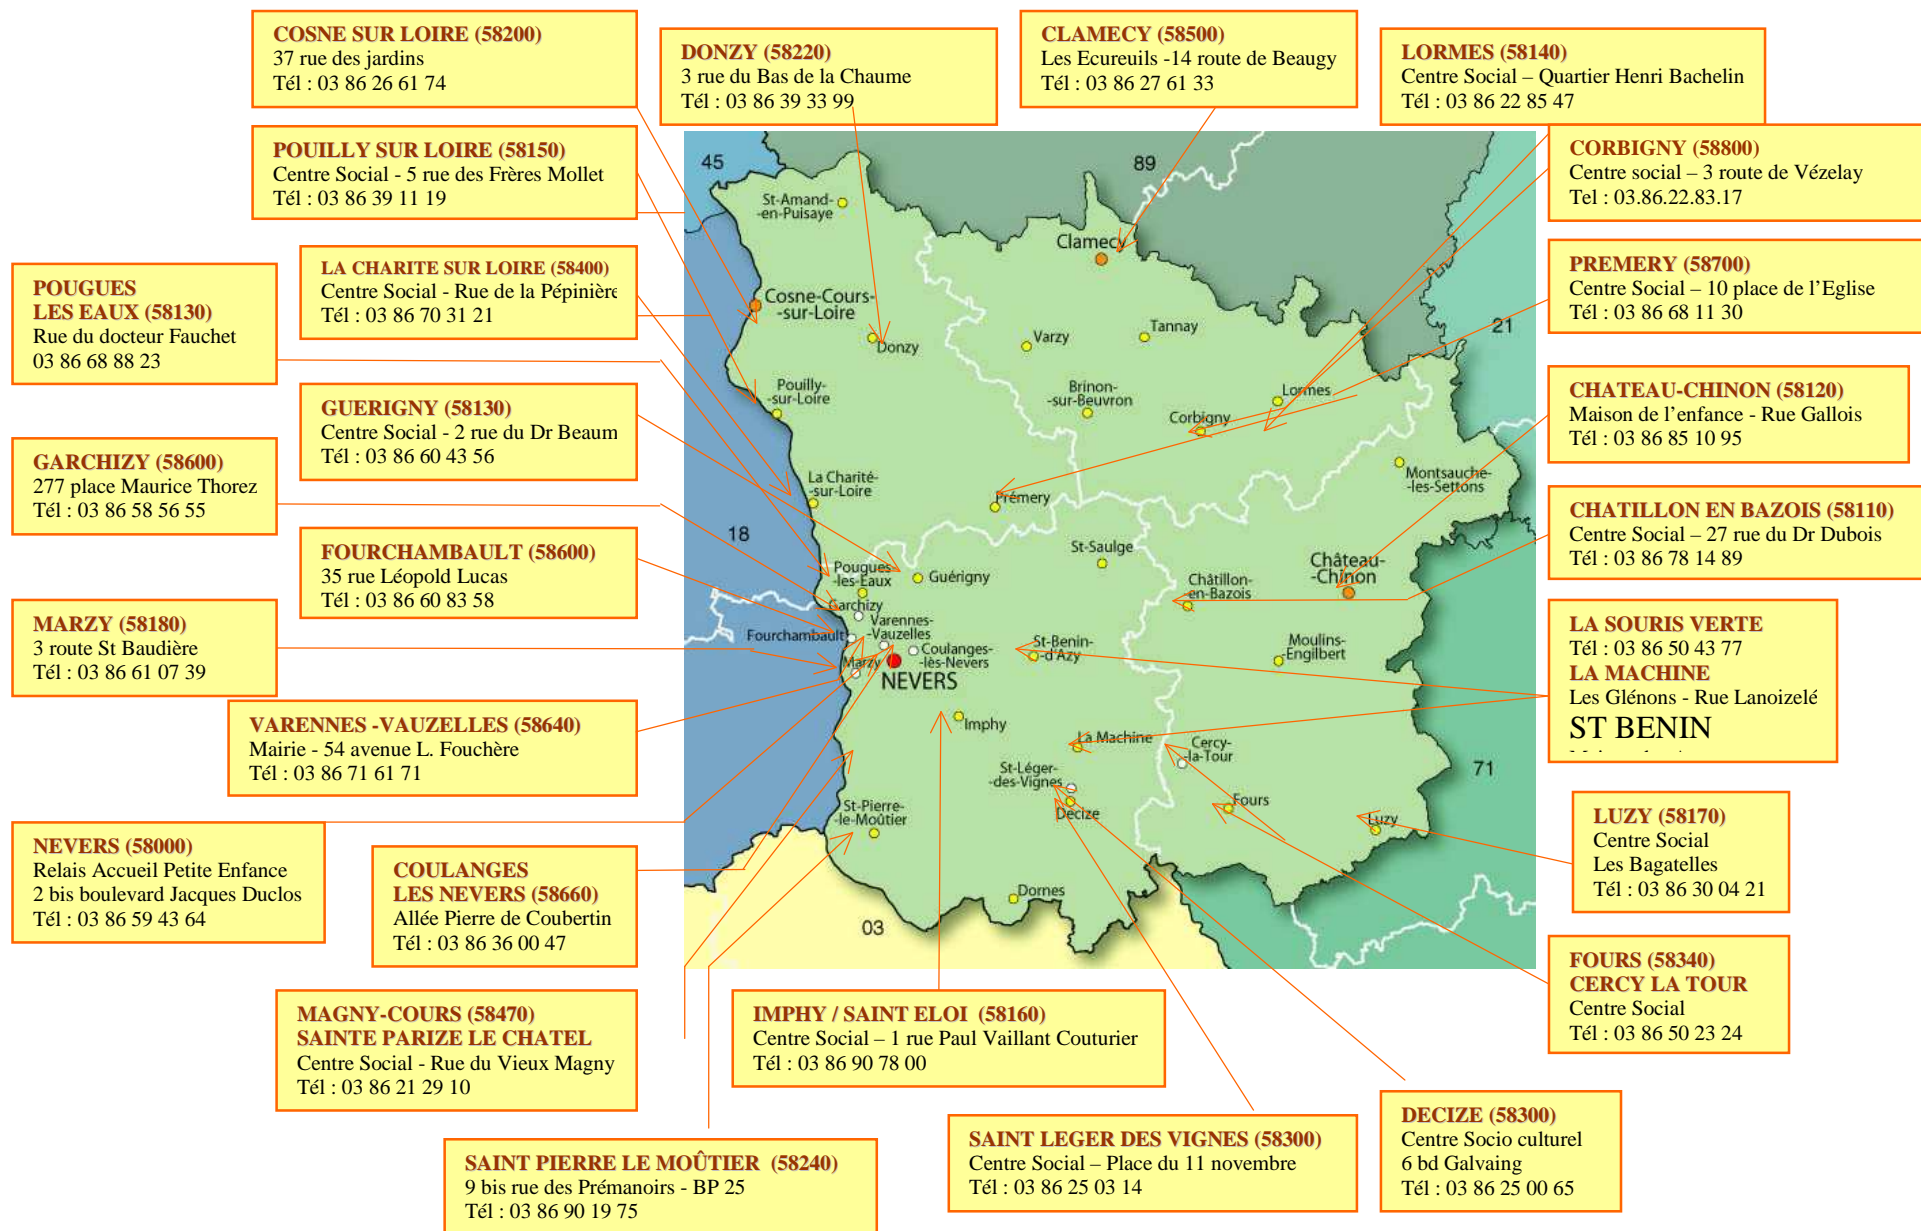 COSNE SUR LOIRE (58200)
37 rue des jardins
Tél : 03 86 26 61 74
DONZY (58220)
3 rue du Bas de la Chaume
Tél : 03 86 39 33 99
CLAMECY (58500)
Les Ecureuils -14 route de Beaugy
Tél : 03 86 27 61 33
LORMES (58140)
Centre Social – Quartier Henri Bachelin
Tél : 03 86 22 85 47
POUILLY SUR LOIRE (58150)
Centre Social - 5 rue des Frères Mollet
Tél : 03 86 39 11 19
CORBIGNY (58800)
Centre social – 3 route de Vézelay
Tel : 03.86.22.83.17
POUGUES
LES EAUX (58130)
Rue du docteur Fauchet
03 86 68 88 23
LA CHARITE SUR LOIRE (58400)
Centre Social - Rue de la Pépinière
Tél : 03 86 70 31 21
PREMERY (58700)
Centre Social – 10 place de l’Eglise
Tél : 03 86 68 11 30
GUERIGNY (58130)
Centre Social - 2 rue du Dr Beaum
Tél : 03 86 60 43 56
CHATEAU-CHINON (58120)
Maison de l’enfance - Rue Gallois
Tél : 03 86 85 10 95
GARCHIZY (58600)
277 place Maurice Thorez
Tél : 03 86 58 56 55
FOURCHAMBAULT (58600)
35 rue Léopold Lucas
Tél : 03 86 60 83 58
CHATILLON EN BAZOIS (58110)
Centre Social – 27 rue du Dr Dubois
Tél : 03 86 78 14 89
MARZY (58180)
3 route St Baudière
Tél : 03 86 61 07 39
LA SOURIS VERTE
Tél : 03 86 50 43 77
LA MACHINE
Les Glénons - Rue Lanoizelé
ST BENIN
VARENNES -VAUZELLES (58640)
Mairie - 54 avenue L. Fouchère
Tél : 03 86 71 61 71
NEVERS (58000)
Relais Accueil Petite Enfance
2 bis boulevard Jacques Duclos
Tél : 03 86 59 43 64
COULANGES
LES NEVERS (58660)
Allée Pierre de Coubertin
Tél : 03 86 36 00 47
LUZY (58170)
Centre Social
Les Bagatelles
Tél : 03 86 30 04 21
FOURS (58340)
CERCY LA TOUR
Centre Social
Tél : 03 86 50 23 24
MAGNY-COURS (58470)
SAINTE PARIZE LE CHATEL
Centre Social - Rue du Vieux Magny
Tél : 03 86 21 29 10
IMPHY / SAINT ELOI (58160)
Centre Social – 1 rue Paul Vaillant Couturier
Tél : 03 86 90 78 00
SAINT PIERRE LE MOÛTIER (58240)
9 bis rue des Prémanoirs - BP 25
Tél : 03 86 90 19 75
SAINT LEGER DES VIGNES (58300)
Centre Social – Place du 11 novembre
Tél : 03 86 25 03 14
DECIZE (58300)
Centre Socio culturel
6 bd Galvaing
Tél : 03 86 25 00 65
45
89
21
18
71
03
St-Amand-
-en-Puisaye
Clamecy
Cosne-Cours-
-sur-Loire
Donzy
Varzy
Tannay
Pouilly-
-sur-Loire
Brinon-
-sur-Beuvron
Lormes
Corbigny
La Charité-
-sur-Loire
Prémery
Montsauche-
-les-Settons
St-Saulge
Château-
-Chinon
Pougues-
-les-Eaux
Guérigny
Châtillon-
-en-Bazois
Garchizy
Varennes-
-Vauzelles
Fourchambault
Coulanges-
-lès-Nevers
St-Benin-
-d'Azy
Moulins-
-Engilbert
Marzy
NEVERS
Imphy
La Machine
Cercy-
-la-Tour
St-Léger-
-des-Vignes
Decize
Fours
St-Pierre-
-le-Moûtier
Luzy
Dornes